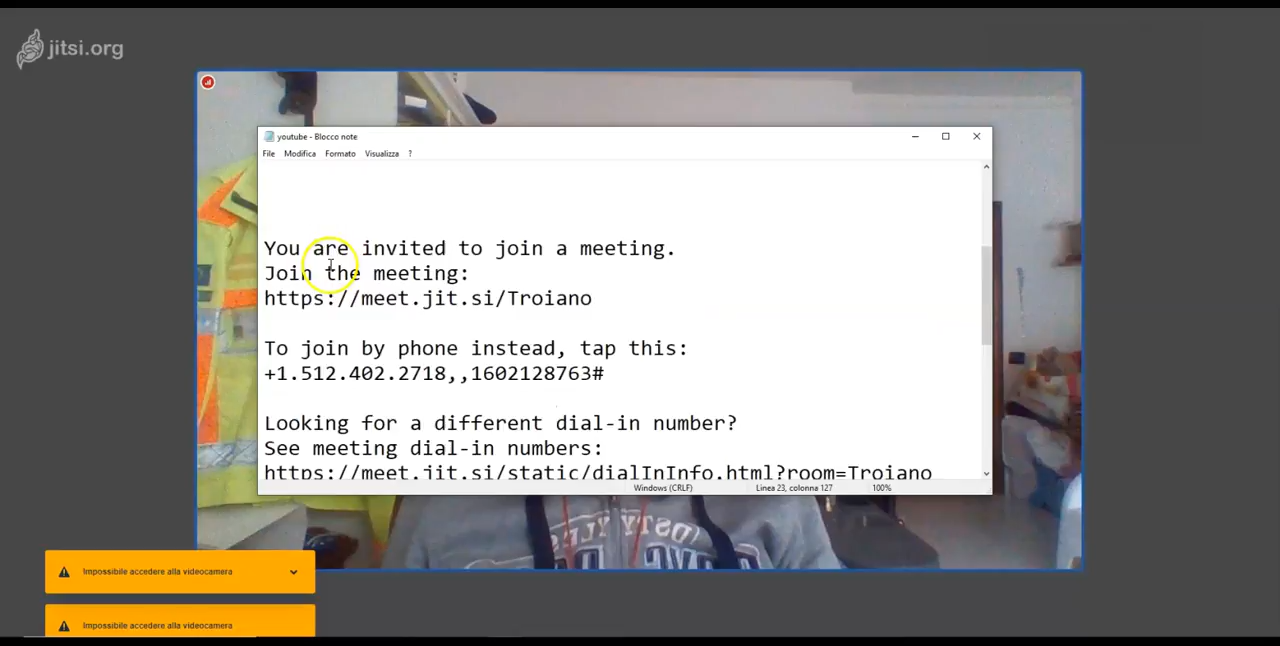 jitsi.org
youtube - Blocco note
File Modifica Formato Visualizza ?
You are invited to join a meeting.
Join the meeting:
https://meet.jit.si/Troiano
To join by phone instead, tap this:
+1.512.402.2718,,1602128763#
Looking for a different dial-in number?
See meeting dial-in numbers:
https://meet.jit.si/static/dialInInfo.html?room=Troiano
Windows (CRLF) Linea 23, colonna 127 100%
Impossibile accedere alla videocamera
Impossibile accedere alla videocamera